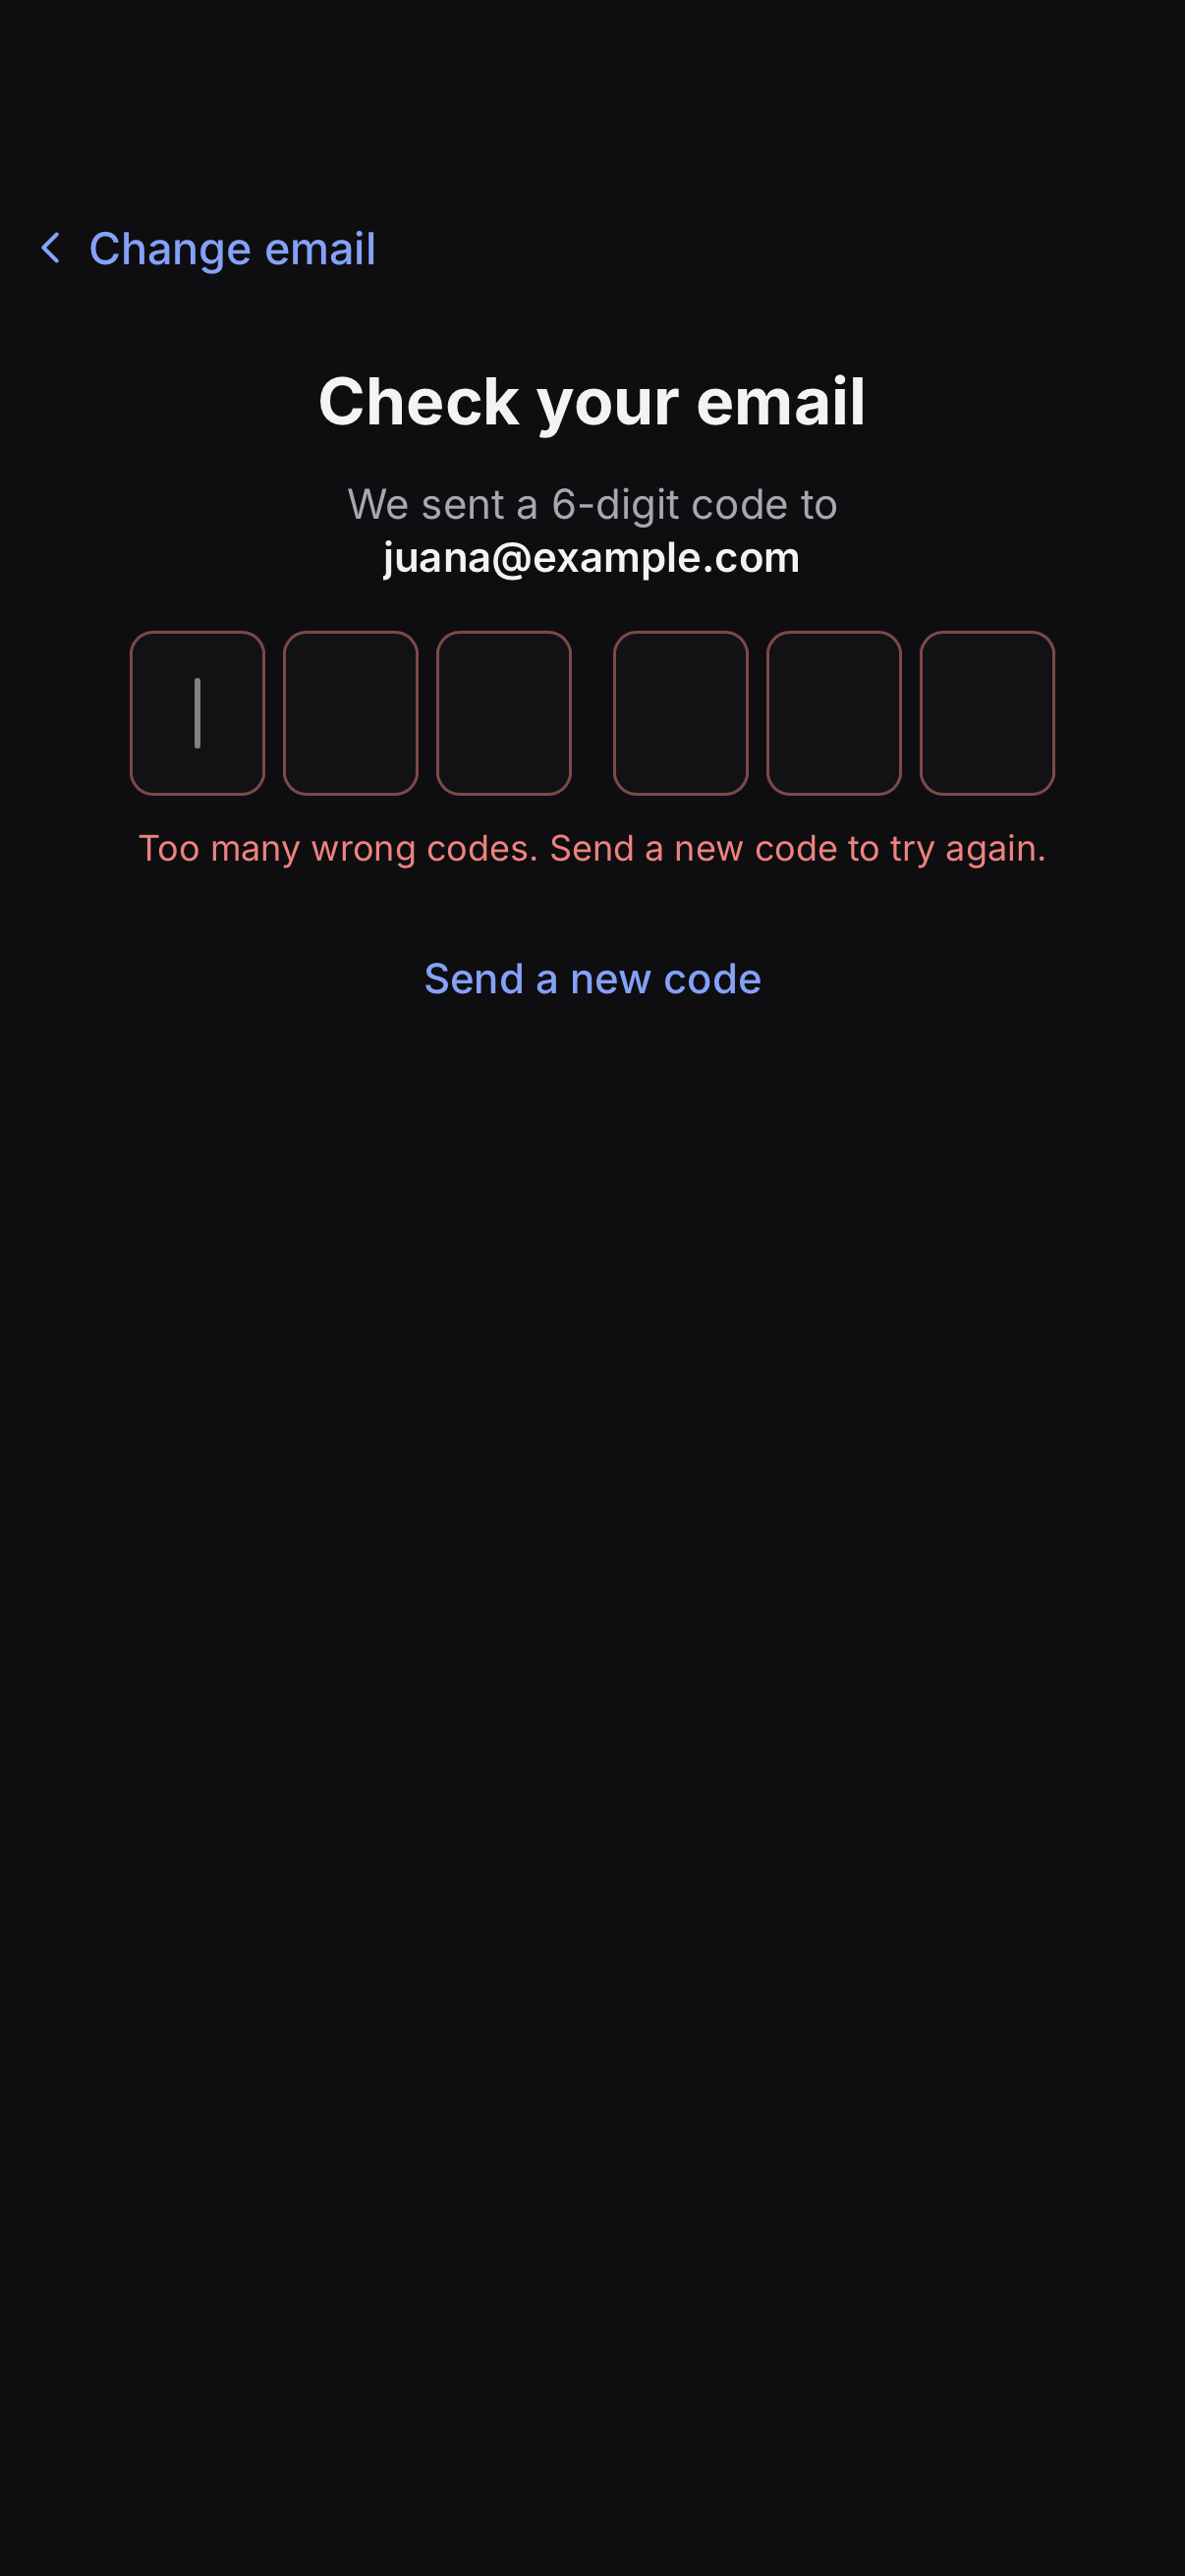 Change email
Check your email
We sent a 6-digit code to
juana@example.com
Too many wrong codes. Send a new code to try again.
Send a new code